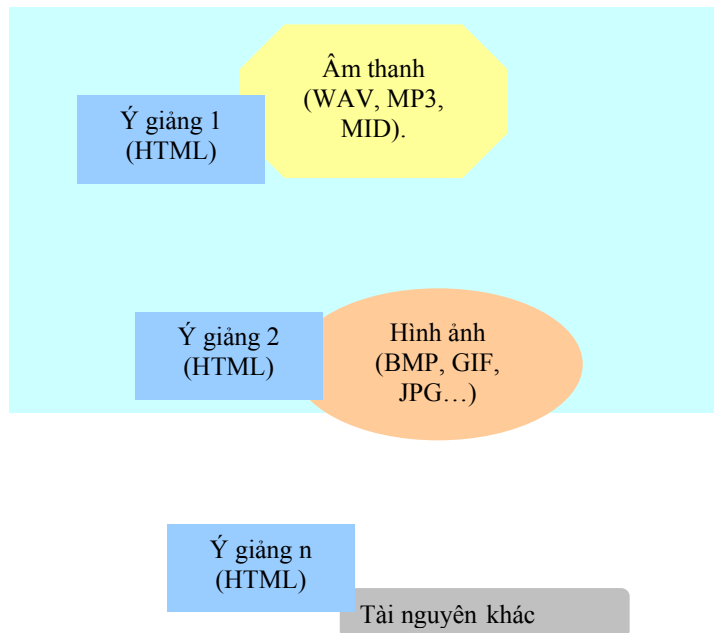 Âm thanh
(WAV, MP3,
MID).
Ý giảng 1
(HTML)
Ý giảng 2
(HTML)
Hình ảnh
(BMP, GIF,
JPG…)
Ý giảng n
(HTML)
Tài nguyên khác